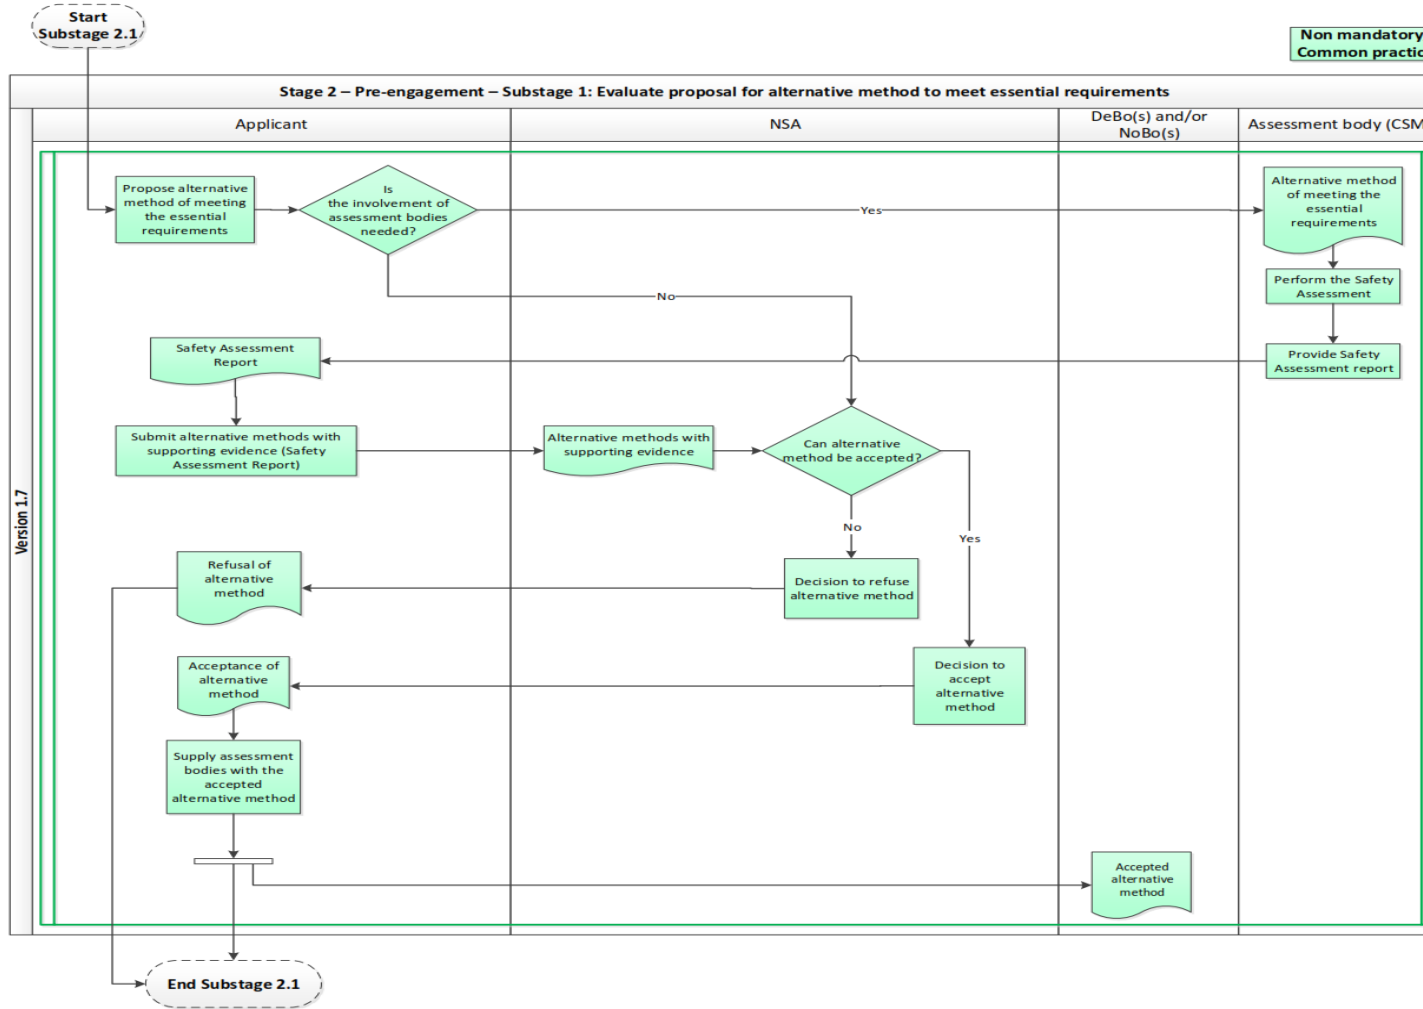 Start
Substage 2.1
Non mandatory
Common practic
Stage 2 – Pre-engagement – Substage 1: Evaluate proposal for alternative method to meet essential requirements
Version 1.7
Applicant
NSA
DeBo(s) and/or
NoBo(s)
Assessment body (CSM
Propose alternative
method of meeting
the essential
requirements
Is
the involvement of
assessment bodies
needed?
Yes
Alternative method
of meeting the
essential
requirements
Perform the Safety
Assessment
No
Safety Assessment
Report
Provide Safety
Assessment report
Submit alternative methods with
supporting evidence (Safety
Assessment Report)
Alternative methods with
supporting evidence
Can alternative
method be accepted?
No
Yes
Refusal of
alternative
method
Decision to refuse
alternative method
Acceptance of
alternative
method
Decision to
accept
alternative
method
Supply assessment
bodies with the
accepted
alternative method
Accepted
alternative
method
End Substage 2.1